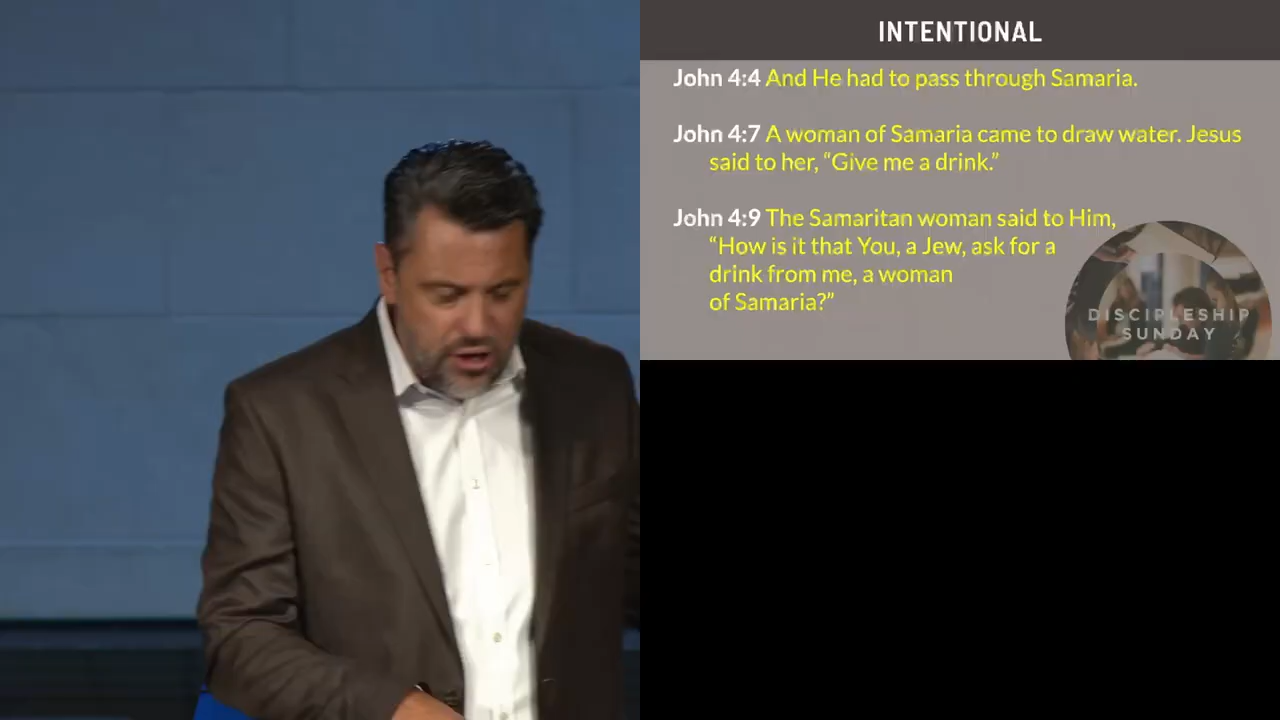 INTENTIONAL
John 4:4 And He had to pass through Samaria.
John 4:7 A woman of Samaria came to draw water. Jesus
said to her, “Give me a drink.”
John 4:9 The Samaritan woman said to Him,
“How is it that You, a Jew, ask for a
drink from me, a woman
of Samaria?”
DISCIPLESHIP
SUNDAY